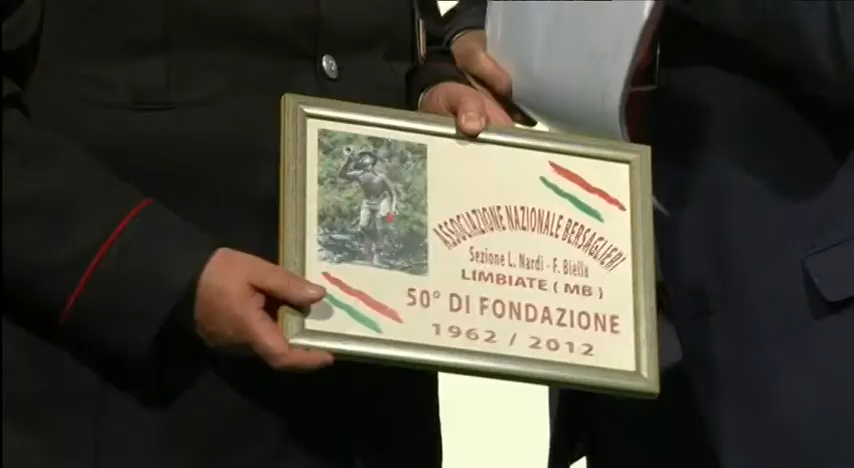 ASSOCIAZIONE NAZIONALE BERSAGLIERI
Sezione L. Nardi - F. Biella
LIMBIATE (MB)
50° DI FONDAZIONE
1962 / 2012